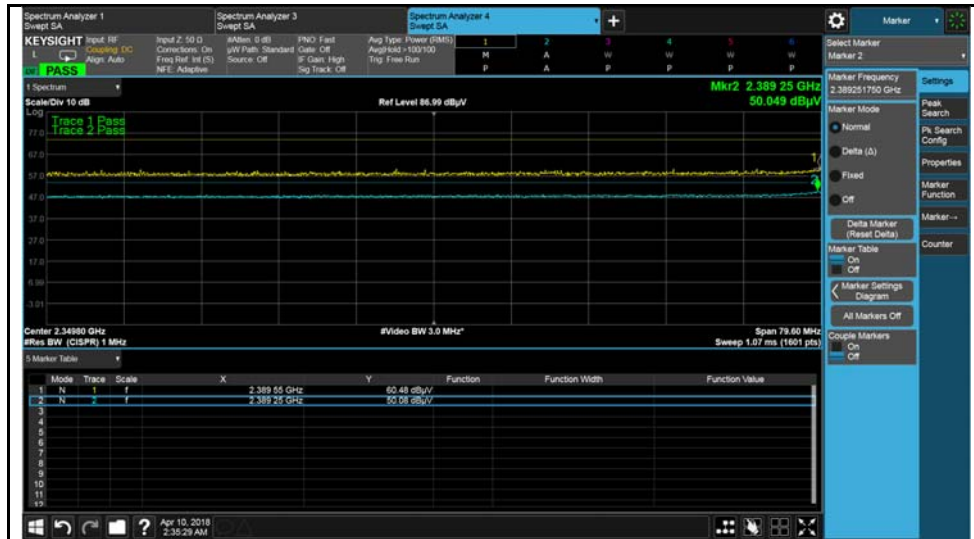 Spectrum Analyzer 1
Swept SA
Spectrum Analyzer 3
Swept SA
Spectrum Analyzer 4
Swept SA
Marker
KEYSIGHT
L
PASS
Input: RF
Coupling: DC
Align: Auto
Input Z: 50 Ω
Corrections: On
Freq Ref: Int (S)
NFE: Adaptive
#Atten: 0 dB
µW Path: Standard
Source: Off
PNO: Fast
Gate: Off
IF Gain: High
Sig Track: Off
Avg Type: Power (RMS)
Avg|Hold:>100/100
Trig: Free Run
1 2 3 4 5 6
M A W W W W
P A P P P P
Select Marker
Marker 2
1 Spectrum
Scale/Div 10 dB
Ref Level 86.99 dBµV
Mkr2 2.389 25 GHz
50.049 dBµV
Log
Trace 1 Pass
Trace 2 Pass
77.0
67.0
57.0
47.0
37.0
27.0
17.0
6.99
-3.01
1
2
Center 2.34980 GHz
#Res BW (CISPR) 1 MHz
#Video BW 3.0 MHz*
Span 79.60 MHz
Sweep 1.07 ms (1601 pts)
5 Marker Table
Mode Trace Scale X Y Function Function Width Function Value
1 N 1 f 2.389 55 GHz 60.48 dBµV
2 N 2 f 2.389 25 GHz 50.08 dBµV
3
4
5
6
7
8
9
10
11
12
Marker Frequency
2.389251750 GHz
Marker Mode
Normal
Delta (Δ)
Fixed
Off
Delta Marker
(Reset Delta)
Marker Table
On
Off
Marker Settings
Diagram
All Markers Off
Couple Markers
On
Off
Settings
Peak
Search
Pk Search
Config
Properties
Marker
Function
Marker→
Counter
Apr 10, 2018
2:35:29 AM